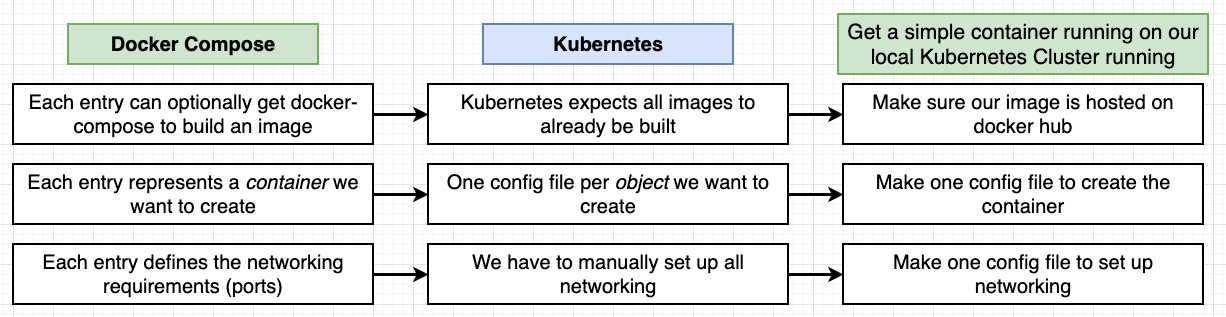 Docker Compose
Kubernetes
Get a simple container running on our
local Kubernetes Cluster running
Each entry can optionally get docker-
compose to build an image
Kubernetes expects all images to
already be built
Make sure our image is hosted on
docker hub
Each entry represents a container we
want to create
One config file per object we want to
create
Make one config file to create the
container
Each entry defines the networking
requirements (ports)
We have to manually set up all
networking
Make one config file to set up
networking